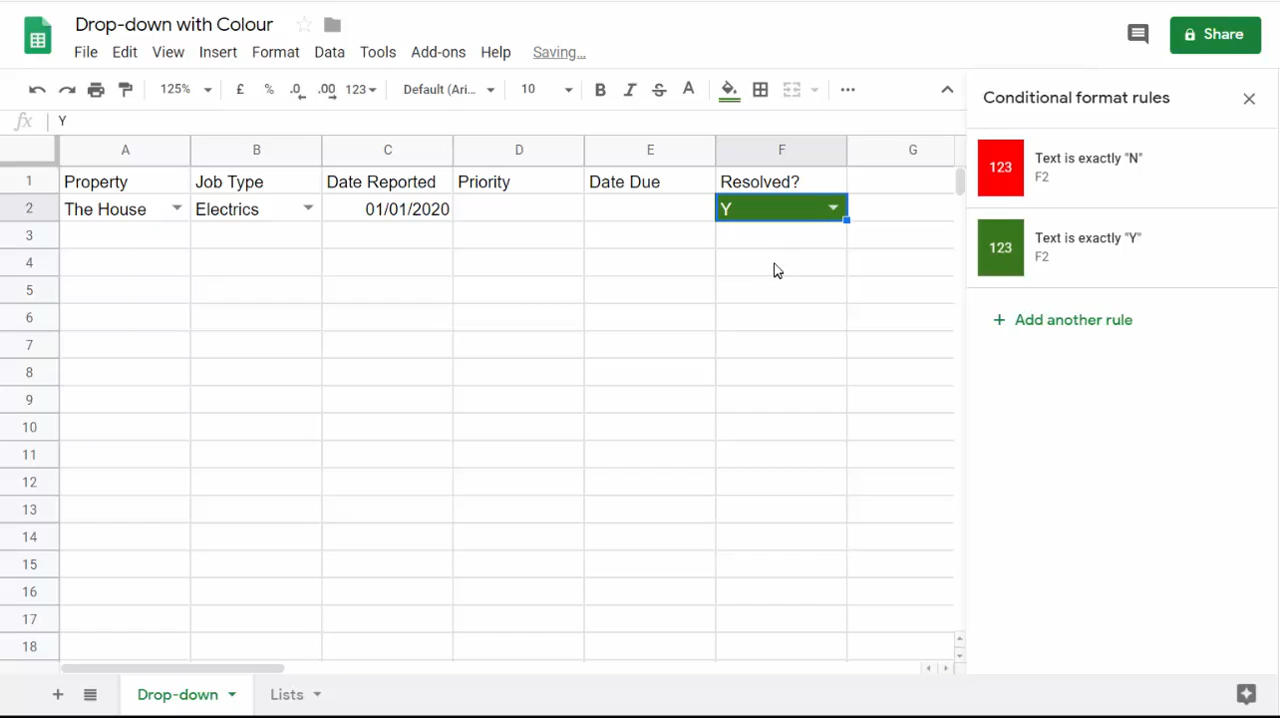 Drop-down with Colour
File Edit View Insert Format Data Tools Add-ons Help Saving...
Share
125% £ % .0 .00 123 Default (Ari... 10 B I S A
Conditional format rules
fx Y
A B C D E F G
1 Property Job Type Date Reported Priority Date Due Resolved?
2 The House Electrics 01/01/2020 Y
3
4
5
6
7
8
9
10
11
12
13
14
15
16
17
18
123 Text is exactly "N"
F2
123 Text is exactly "Y"
F2
+ Add another rule
+ Drop-down Lists